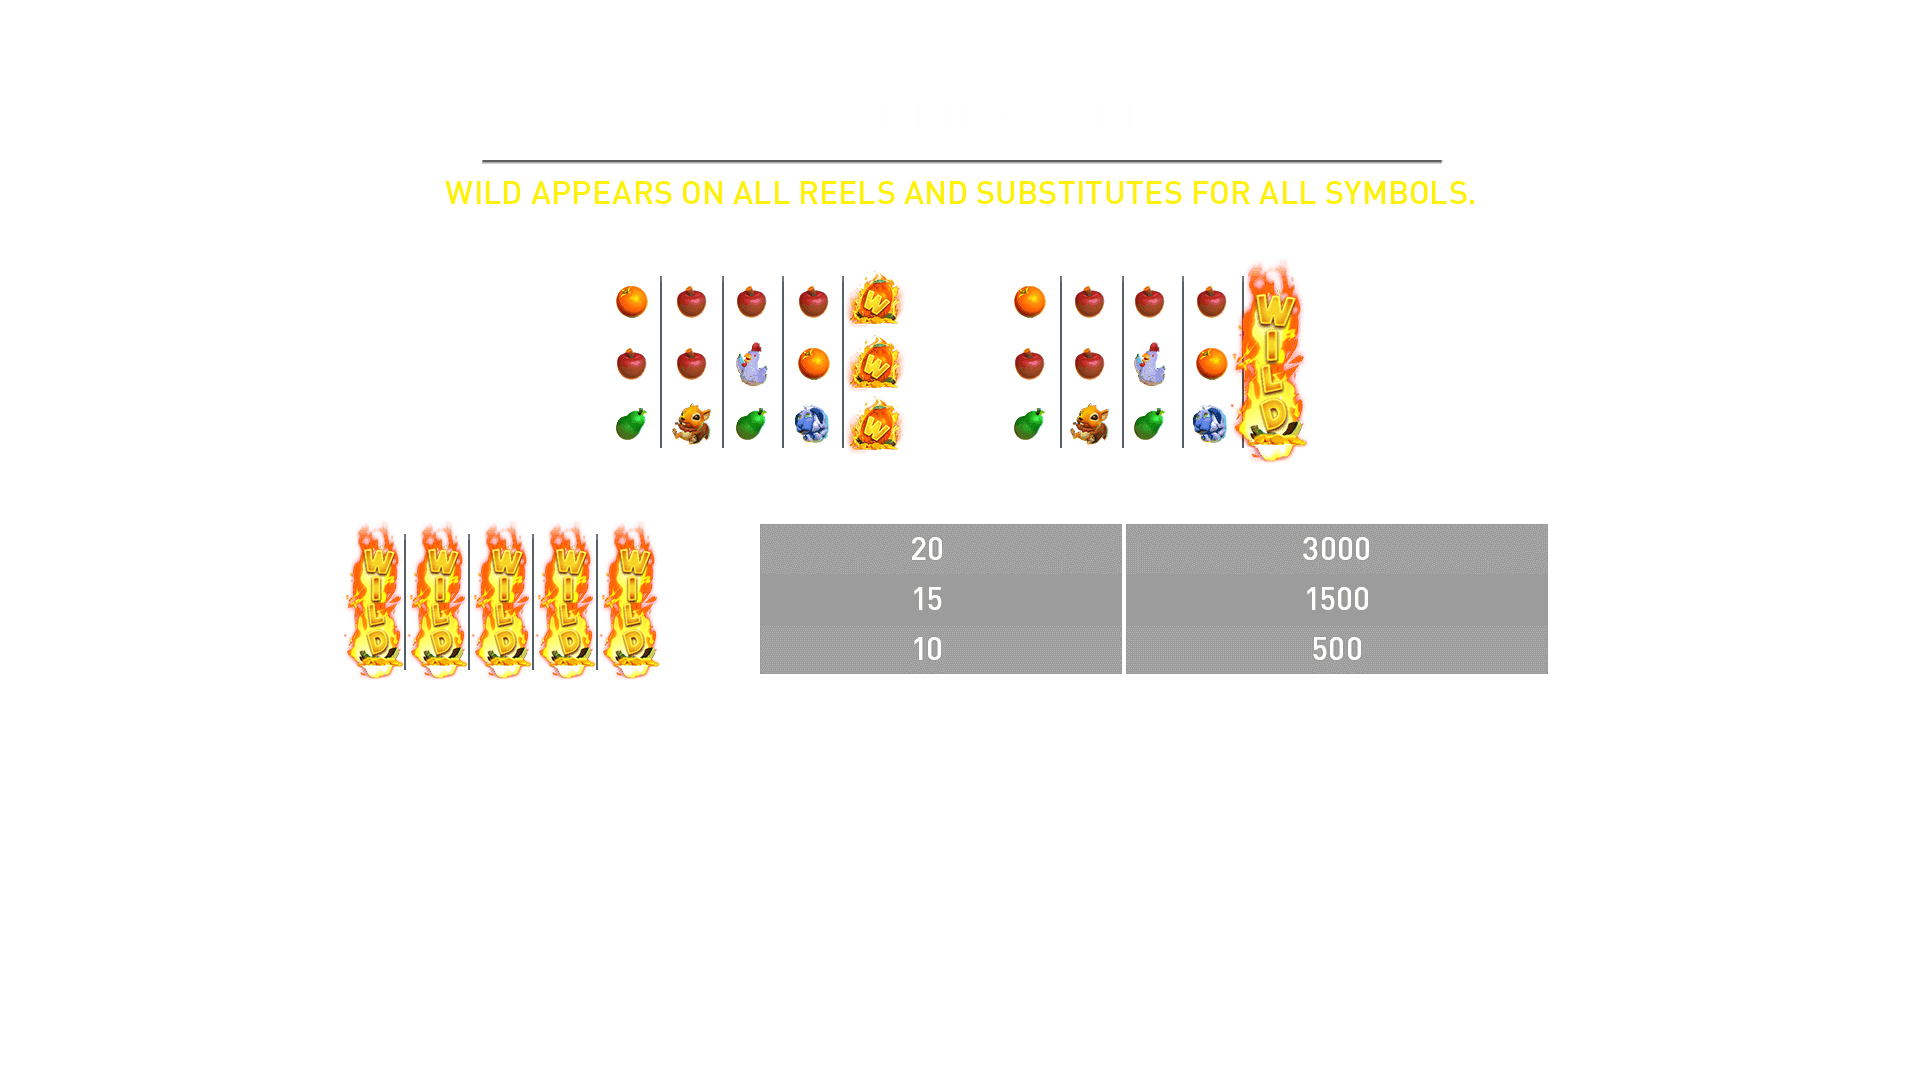 WILD APPEARS ON ALL REELS AND SUBSTITUTES FOR ALL SYMBOLS.
W
W
W
WILD
WILD WILD WILD WILD WILD
20 3000
15 1500
10 500